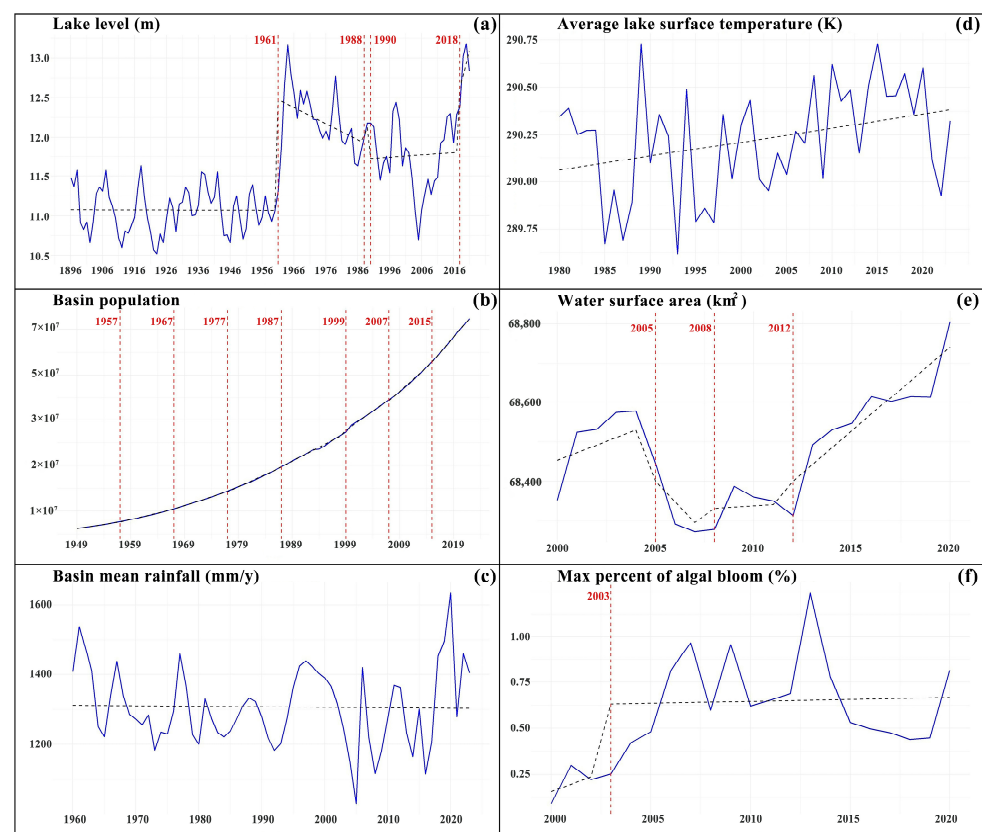 Lake level (m)
(a)
1961
1988
1990
2018
13.0
12.5
12.0
11.5
11.0
10.5
1896 1906 1916 1926 1936 1946 1956 1966 1976 1986 1996 2006 2016
Average lake surface temperature (K)
(d)
290.75
290.50
290.25
290.00
289.75
1980 1985 1990 1995 2000 2005 2010 2015 2020
Basin population
(b)
1957 1967 1977 1987 1999 2007 2015
7×10⁷
5×10⁷
3×10⁷
2×10⁷
1×10⁷
1949 1959 1969 1979 1989 1999 2009 2019
Water surface area (km²)
(e)
2005 2008 2012
68,800
68,600
68,400
2000 2005 2010 2015 2020
Basin mean rainfall (mm/y)
(c)
1600
1400
1200
1960 1970 1980 1990 2000 2010 2020
Max percent of algal bloom (%)
(f)
2003
1.00
0.75
0.50
0.25
2000 2005 2010 2015 2020